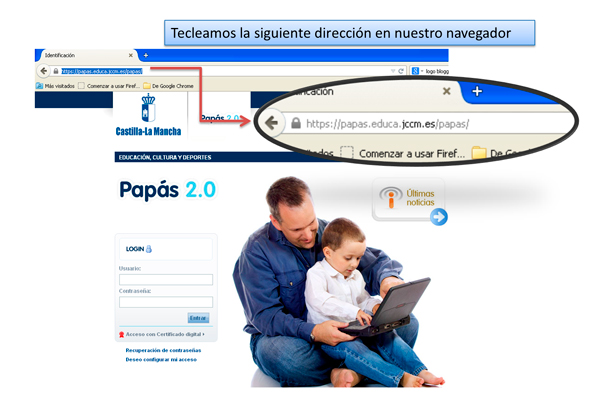 Tecleamos la siguiente dirección en nuestro navegador
Identificación × +
https://papas.educa.jccm.es/papas/
8 - logo blogg
Más visitados Comenzar a usar Firef... De Google Chrome
ificación × +
https://papas.educa.jccm.es/papas/
Comenzar a usar Firef...
Castilla-La Mancha
Papás 2.0
EDUCACIÓN, CULTURA Y DEPORTES
Papás 2.0
Últimas
noticias
LOGIN
Usuario:
Contraseña:
Entrar
Acceso con Certificado digital
Recuperación de contraseñas
Deseo configurar mi acceso